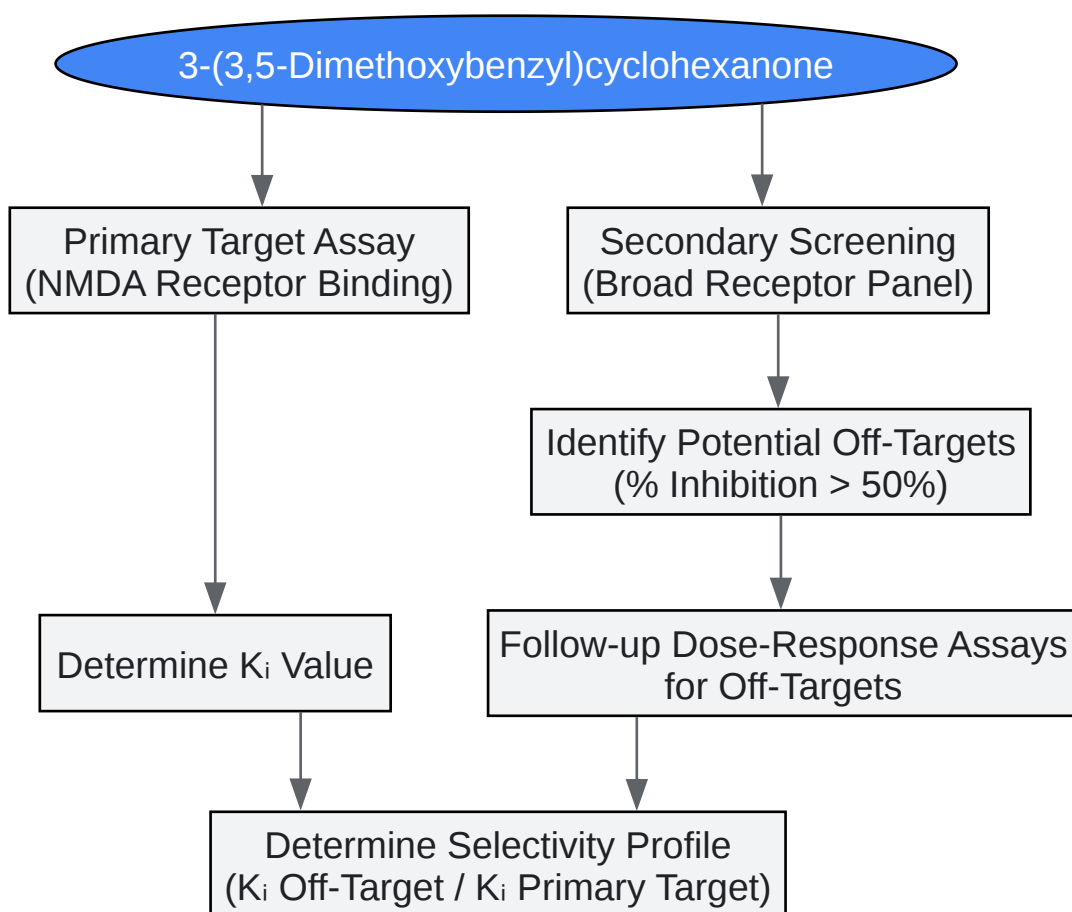 3-(3,5-Dimethoxybenzyl)cyclohexanone
Primary Target Assay
(NMDA Receptor Binding)
Secondary Screening
(Broad Receptor Panel)
Identify Potential Off-Targets
(% Inhibition > 50%)
Determine Kᵢ Value
Follow-up Dose-Response Assays
for Off-Targets
Determine Selectivity Profile
(Kᵢ Off-Target / Kᵢ Primary Target)